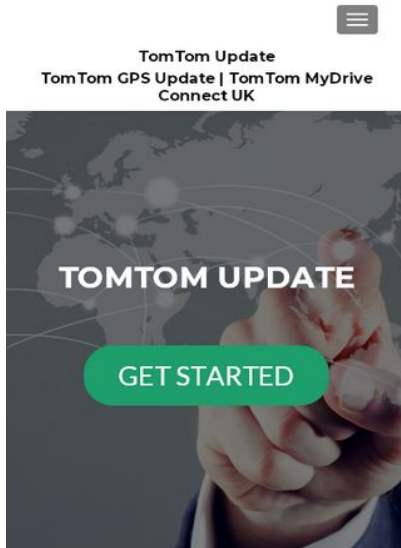 TomTom Update
TomTom GPS Update | TomTom MyDrive
Connect UK
TOMTOM UPDATE
GET STARTED